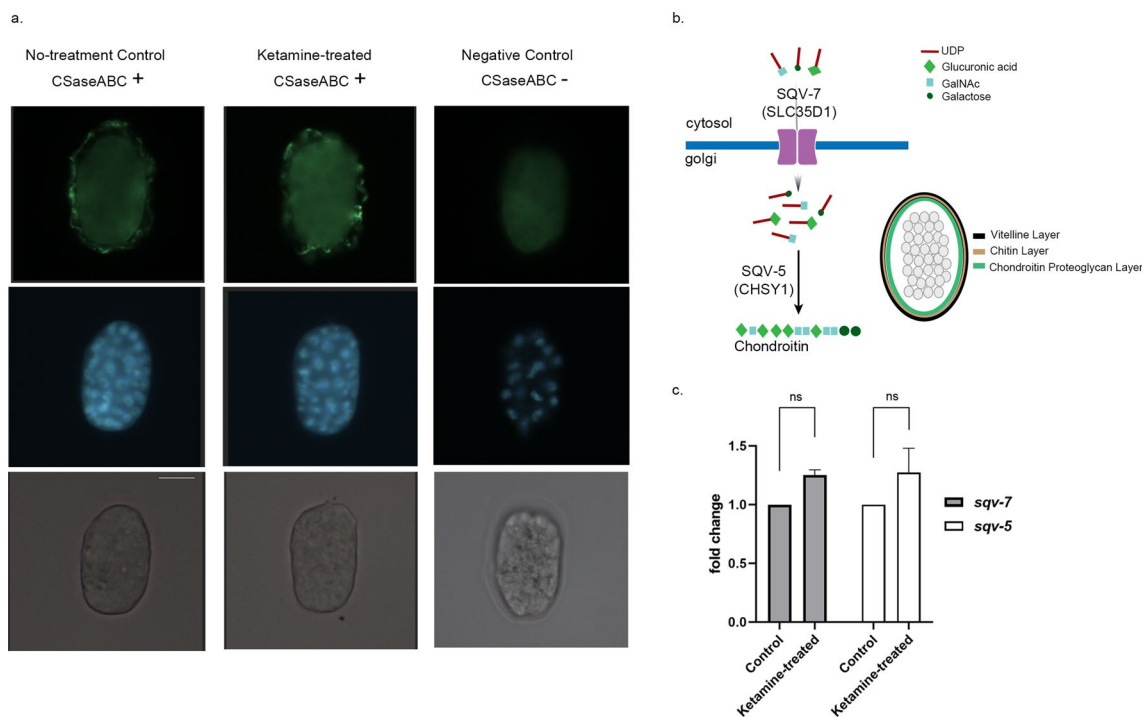 a.
No-treatment Control
CSaseABC +
Ketamine-treated
CSaseABC +
Negative Control
CSaseABC -
b.
UDP
Glucuronic acid
GalNAc
Galactose
SQV-7
(SLC35D1)
cytosol
golgi
SQV-5
(CHSY1)
Chondroitin
Vitelline Layer
Chitin Layer
Chondroitin Proteoglycan Layer
c.
ns
ns
fold change
1.5
1.0
0.5
0.0
Control
Ketamine-treated
Control
Ketamine-treated
sqv-7
sqv-5